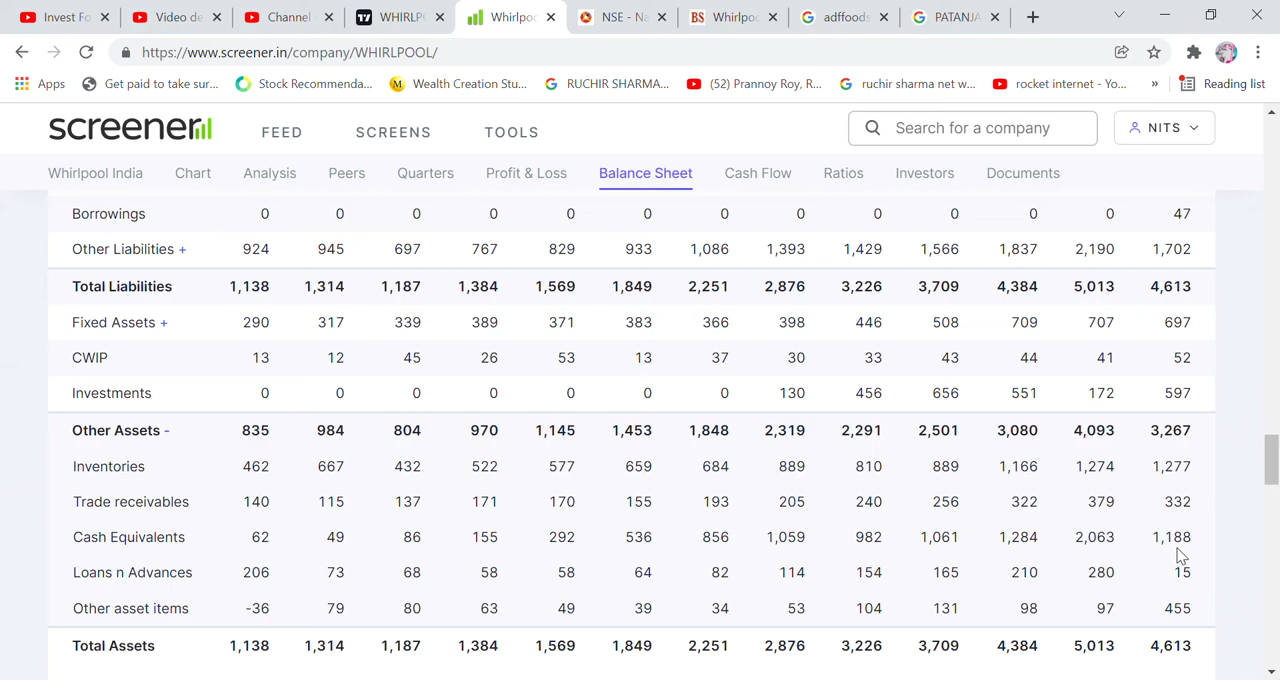 Invest Fo
Video de
Channel
WHIRLP
Whirlpoo
NSE - Na
BS Whirlpoo
adffoods
PATANJA
https://www.screener.in/company/WHIRLPOOL/
Apps
Get paid to take sur...
Stock Recommenda...
M Wealth Creation Stu...
RUCHIR SHARMA...
(52) Prannoy Roy, R...
ruchir sharma net w...
rocket internet - Yo...
»
Reading list
screener
FEED
SCREENS
TOOLS
Search for a company
NITS
Whirlpool India Chart Analysis Peers Quarters Profit & Loss Balance Sheet Cash Flow Ratios Investors Documents
Borrowings 0 0 0 0 0 0 0 0 0 0 0 0 47
Other Liabilities + 924 945 697 767 829 933 1,086 1,393 1,429 1,566 1,837 2,190 1,702
Total Liabilities 1,138 1,314 1,187 1,384 1,569 1,849 2,251 2,876 3,226 3,709 4,384 5,013 4,613
Fixed Assets + 290 317 339 389 371 383 366 398 446 508 709 707 697
CWIP 13 12 45 26 53 13 37 30 33 43 44 41 52
Investments 0 0 0 0 0 0 0 130 456 656 551 172 597
Other Assets - 835 984 804 970 1,145 1,453 1,848 2,319 2,291 2,501 3,080 4,093 3,267
Inventories 462 667 432 522 577 659 684 889 810 889 1,166 1,274 1,277
Trade receivables 140 115 137 171 170 155 193 205 240 256 322 379 332
Cash Equivalents 62 49 86 155 292 536 856 1,059 982 1,061 1,284 2,063 1,188
Loans n Advances 206 73 68 58 58 64 82 114 154 165 210 280 15
Other asset items -36 79 80 63 49 39 34 53 104 131 98 97 455
Total Assets 1,138 1,314 1,187 1,384 1,569 1,849 2,251 2,876 3,226 3,709 4,384 5,013 4,613